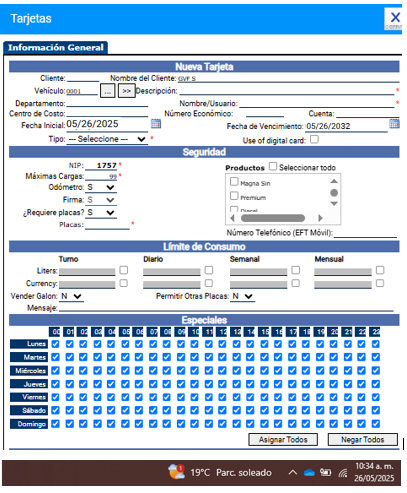 Tarjetas
X
Información General
Nueva Tarjeta
Cliente: Nombre del Cliente: GVF S
Vehículo: 0001 ... >> Descripción: *
Departamento: Nombre/Usuario: *
Centro de Costo: Número Económico: Cuenta:
Fecha Inicial: 05/26/2025 Fecha de Vencimiento: 05/26/2032
Tipo: --- Seleccione --- * Use of digital card:
Seguridad
NIP: 1757 * Productos Seleccionar todo
Máximas Cargas: 99 * Magna Sin
Odómetro: S Premium
Firma: S Diesel
¿Requiere placas? S
Placas: * Número Telefónico (EFT Móvil):
Límite de Consumo
Turno Diario Semanal Mensual
Liters:
Currency:
Vender Galon: N Permitir Otras Placas: N
Mensaje:
Especiales
00 01 02 03 04 05 06 07 08 09 10 11 12 13 14 15 16 17 18 19 20 21 22 23
Lunes
Martes
Miércoles
Jueves
Viernes
Sábado
Domingo
Asignar Todos Negar Todos
19°C Parc. soleado 10:34 a. m.
26/05/2025